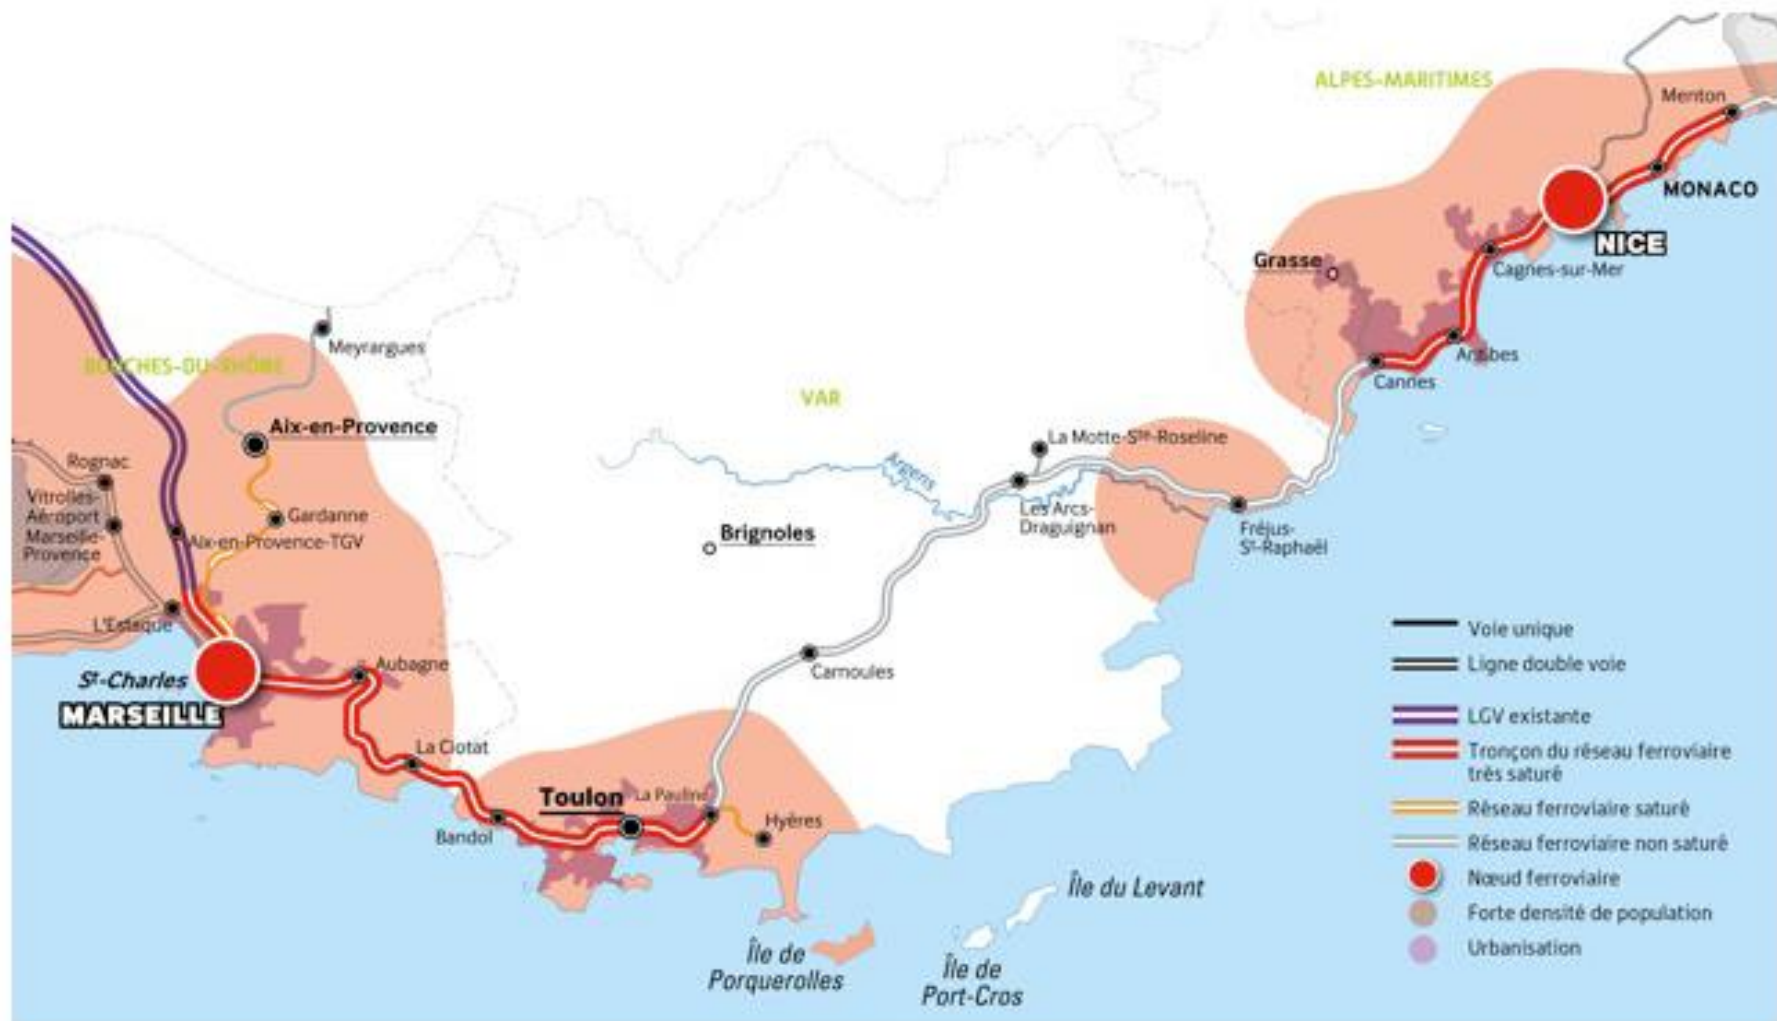 ALPES-MARITIMES
Menton
MONACO
NICE
Grasse
Cagnes-sur-Mer
Antibes
Cannes
Meyrargues
BOUCHES-DU-RHÔNE
VAR
Aix-en-Provence
La Motte-Ste-Roseline
Rognac
Argens
Vitrolles-
Aéroport
Marseille-
Provence
Gardanne
Aix-en-Provence-TGV
Brignoles
Les Arcs-
Draguignan
Fréjus-
St-Raphaël
L'Estaque
Carnoules
St-Charles
MARSEILLE
Aubagne
La Ciotat
Toulon
La Pauline
Bandol
Hyères
Île du Levant
Île de
Porquerolles
Île de
Port-Cros
Voie unique
Ligne double voie
LGV existante
Tronçon du réseau ferroviaire
très saturé
Réseau ferroviaire saturé
Réseau ferroviaire non saturé
Nœud ferroviaire
Forte densité de population
Urbanisation